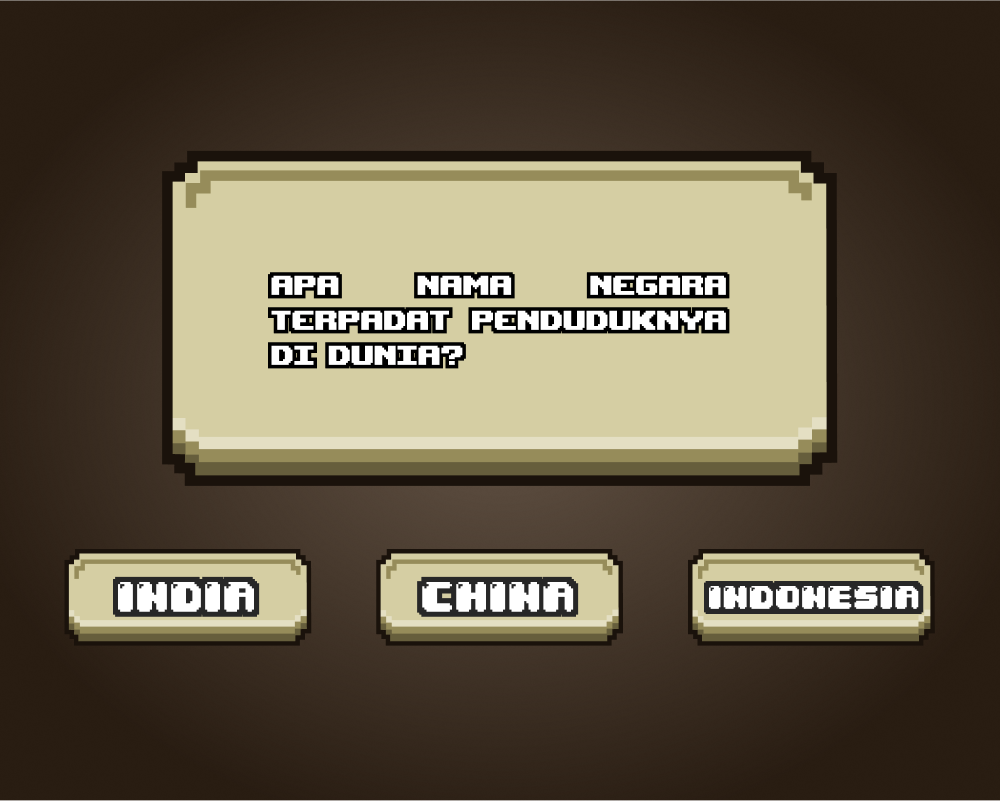 APA NAMA NEGARA
TERPADAT PENDUDUKNYA
DI DUNIA?
INDIA
CHINA
INDONESIA